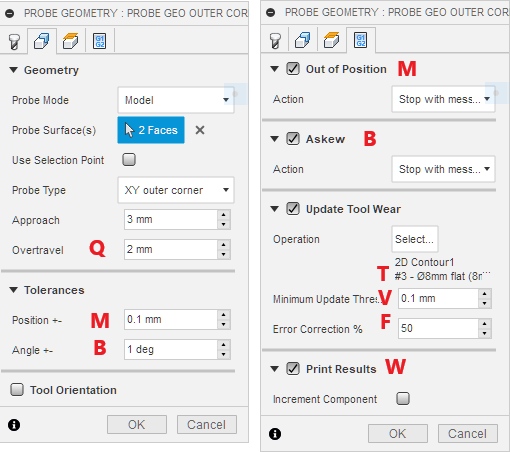 PROBE GEOMETRY : PROBE GEO OUTER COR
Geometry
Probe Mode Model
Probe Surface(s) 2 Faces
Use Selection Point
Probe Type XY outer corner
Approach 3 mm
Overtravel Q 2 mm
Tolerances
Position +- M 0.1 mm
Angle +- B 1 deg
Tool Orientation
i OK Cancel
PROBE GEOMETRY : PROBE GEO OUTER COR
G1
G2
Out of Position M
Action Stop with mess...
Askew B
Action Stop with mess...
Update Tool Wear
Operation Select...
2D Contour1
T #3 - Ø8mm flat (8r...
Minimum Update Thres V 0.1 mm
Error Correction % F 50
Print Results W
Increment Component
i OK Cancel